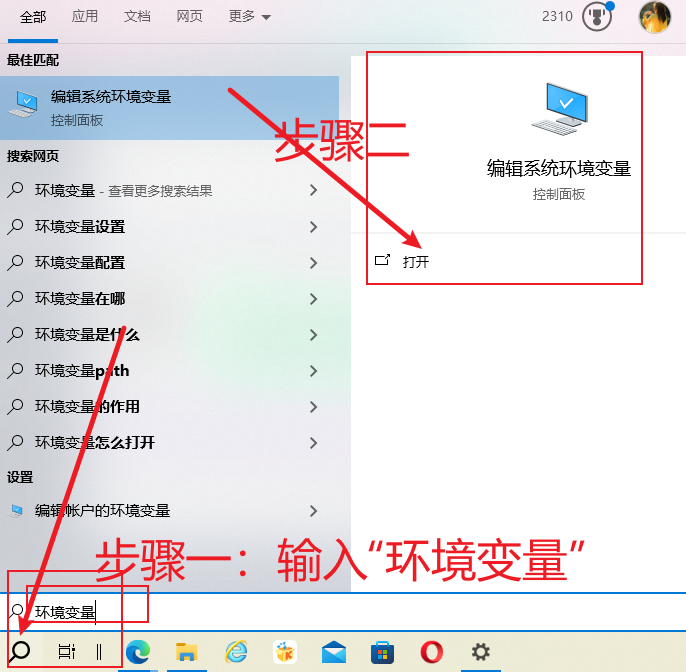 全部 应用 文档 网页 更多 2310
最佳匹配
编辑系统环境变量
控制面板
搜索网页
环境变量 - 查看更多搜索结果
环境变量设置
环境变量配置
环境变量在哪
环境变量是什么
环境变量path
环境变量的作用
环境变量怎么打开
设置
编辑帐户的环境变量
步骤二
编辑系统环境变量
控制面板
打开
步骤一：输入“环境变量”
环境变量